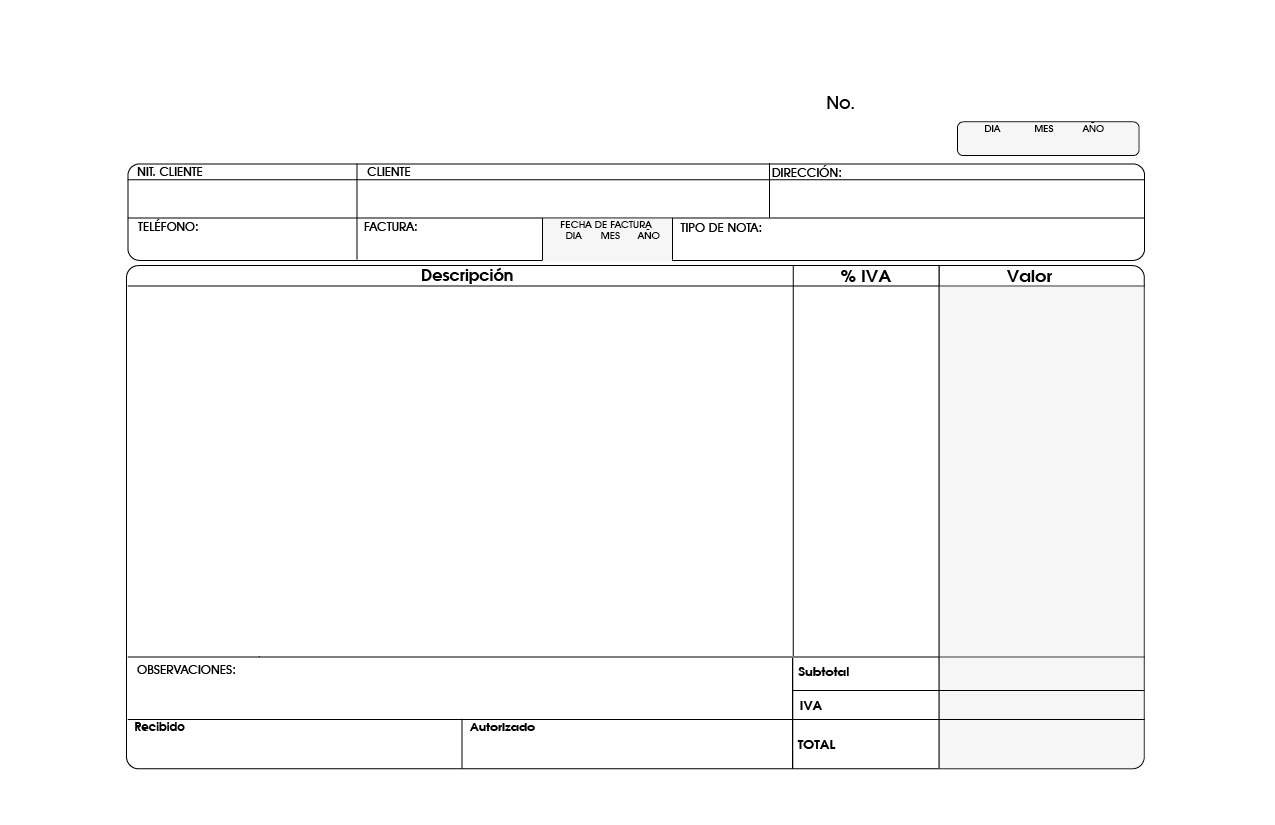 No.
DIA MES AÑO
NIT. CLIENTE CLIENTE DIRECCIÓN:
TELÉFONO: FACTURA: FECHA DE FACTURA TIPO DE NOTA:
DIA MES AÑO
Descripción % IVA Valor
OBSERVACIONES: Subtotal
IVA
Recibido Autorizado
TOTAL